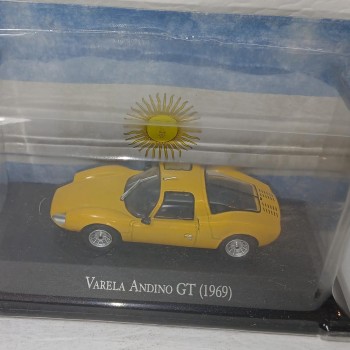 Varela Andino GT (1969)